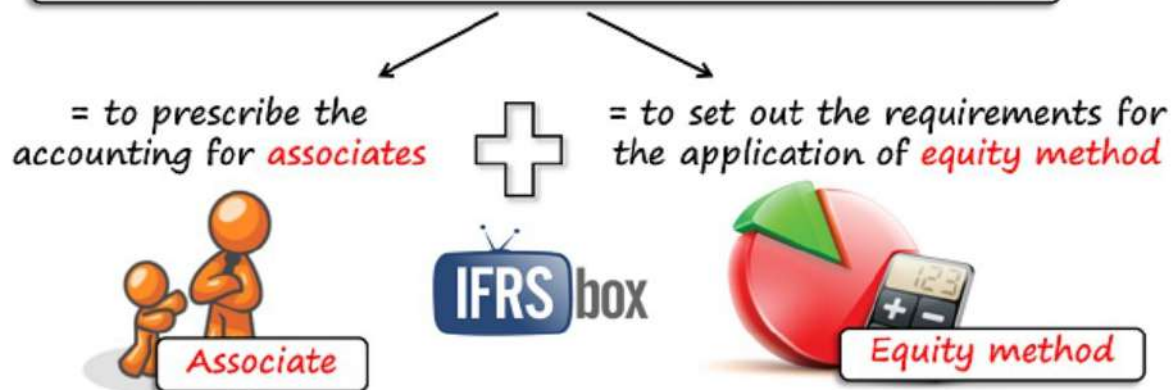 = to prescribe the
accounting for associates
= to set out the requirements for
the application of equity method
IFRS box
123
+ -
Associate
Equity method